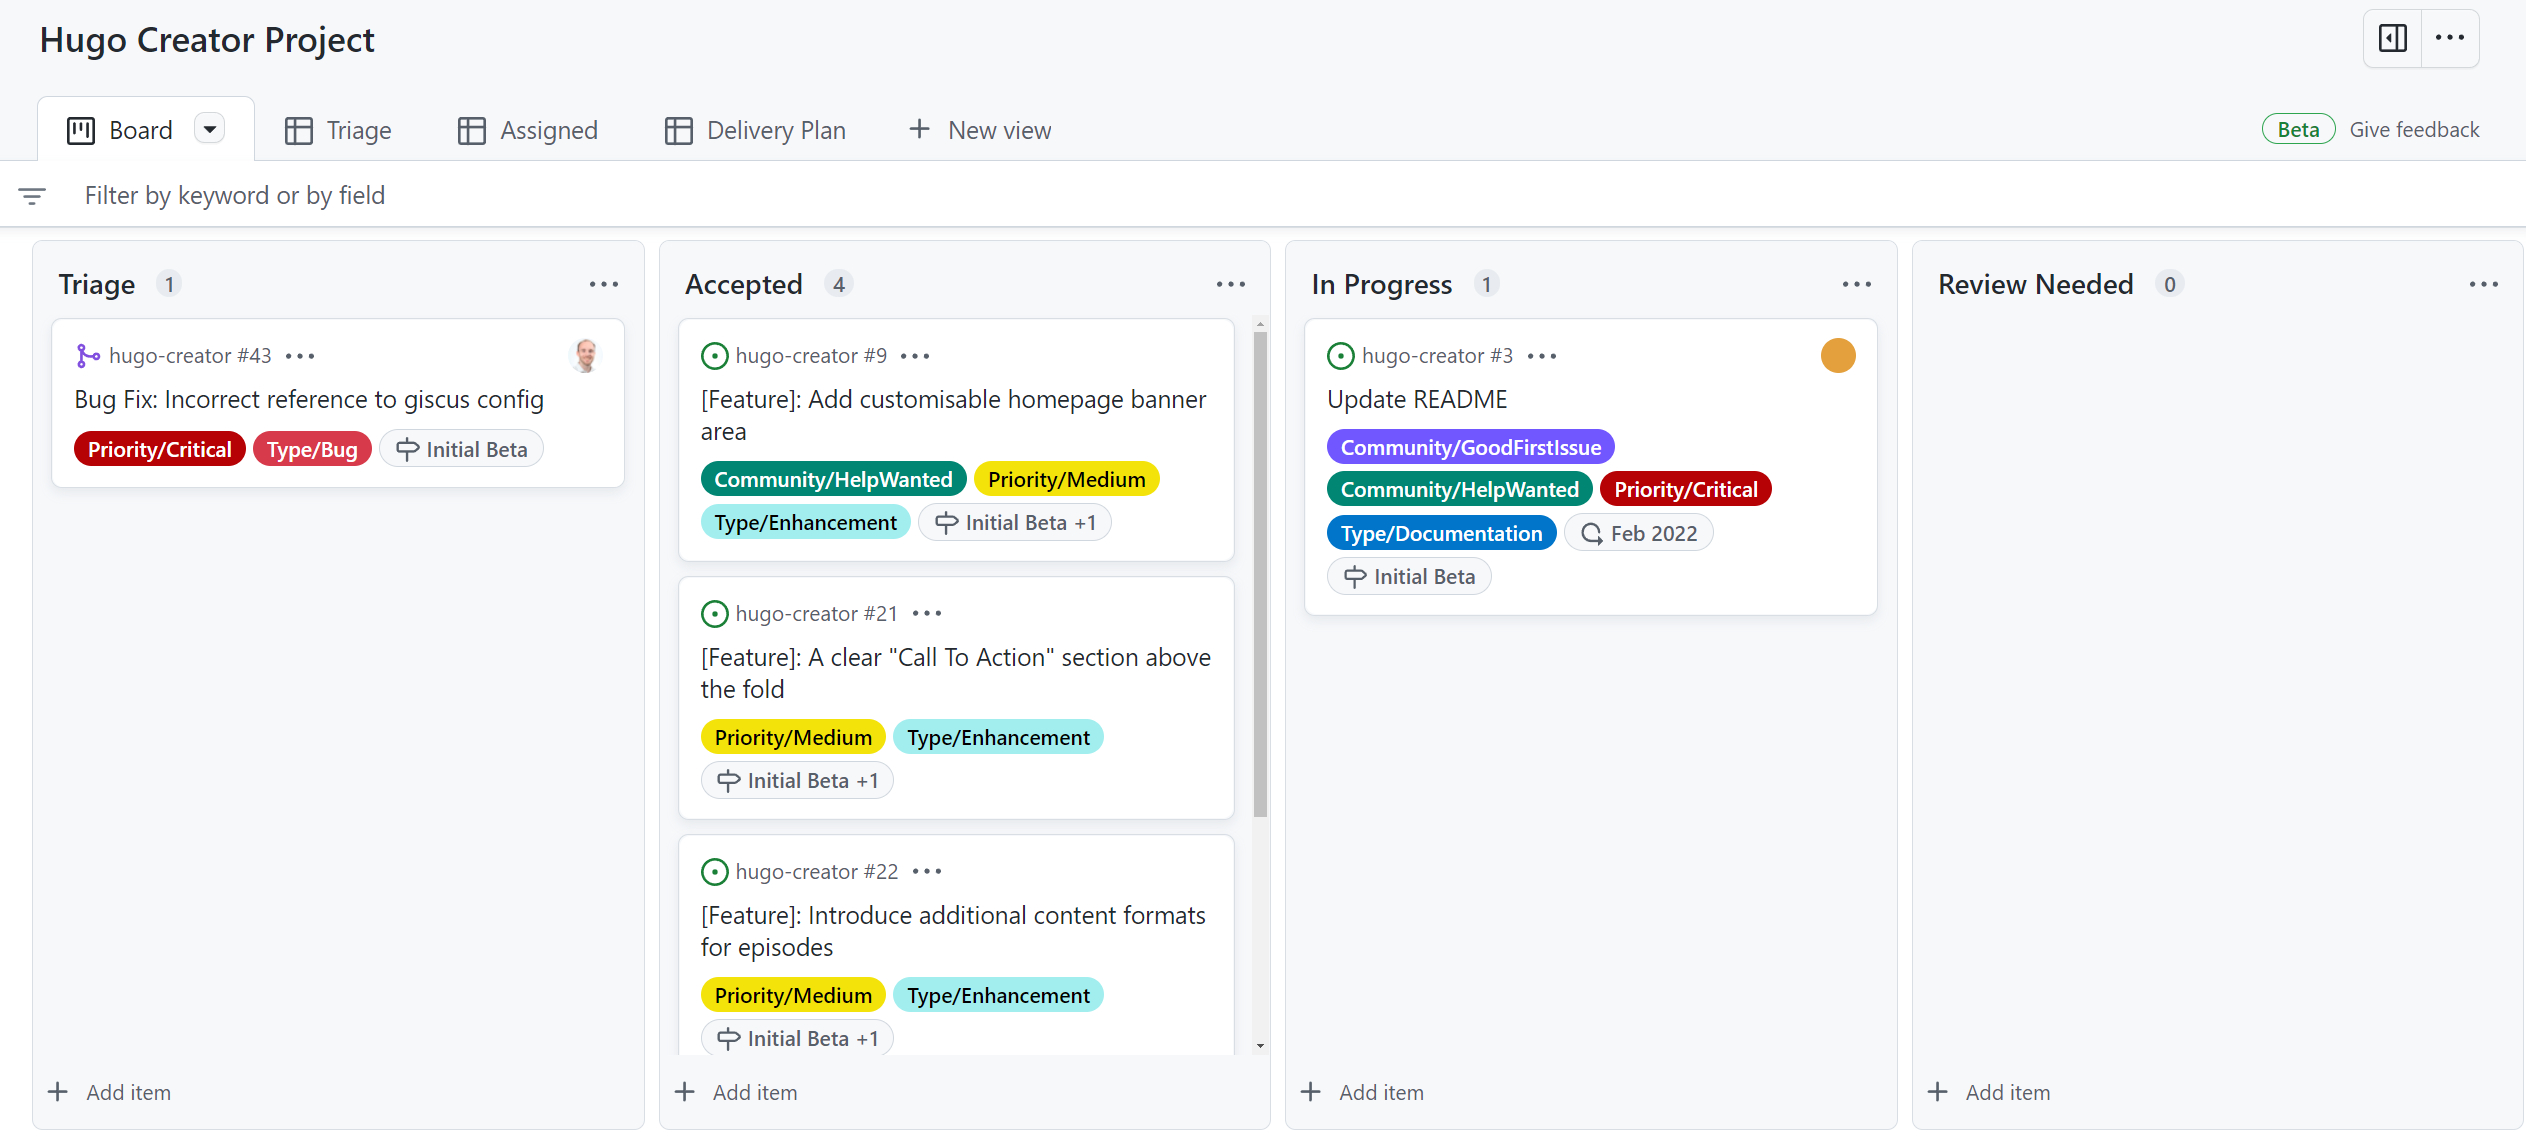 Hugo Creator Project
Board
Triage
Assigned
Delivery Plan
New view
Beta
Give feedback
Filter by keyword or by field
Triage 1
hugo-creator #43
Bug Fix: Incorrect reference to giscus config
Priority/Critical Type/Bug Initial Beta
Add item
Accepted 4
hugo-creator #9
[Feature]: Add customisable homepage banner
area
Community/HelpWanted Priority/Medium
Type/Enhancement Initial Beta +1
hugo-creator #21
[Feature]: A clear "Call To Action" section above
the fold
Priority/Medium Type/Enhancement
Initial Beta +1
hugo-creator #22
[Feature]: Introduce additional content formats
for episodes
Priority/Medium Type/Enhancement
Initial Beta +1
Add item
In Progress 1
hugo-creator #3
Update README
Community/GoodFirstIssue
Community/HelpWanted Priority/Critical
Type/Documentation Feb 2022
Initial Beta
Add item
Review Needed 0
Add item